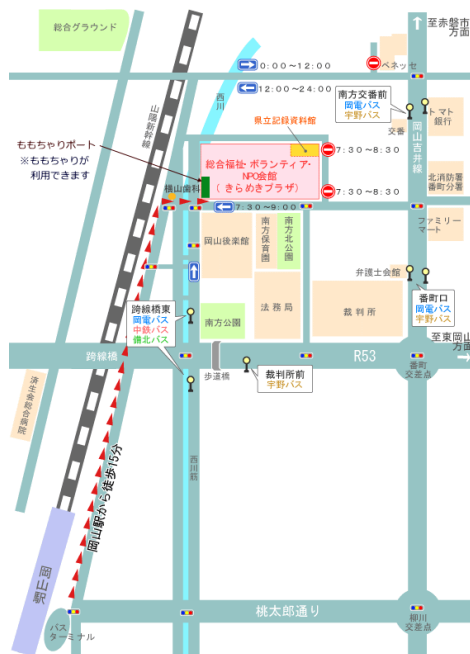 総合グラウンド
至赤磐市
方面
0:00~12:00
12:00~24:00
西川
ベネッセ
山陽新幹線
南方交番前
岡電バス
宇野バス
交番
トマト
銀行
岡山吉井線
県立記録資料館
ももちゃりポート
※ももちゃりが
利用できます
総合福祉・ボランティア・
NPO会館
( きらめきプラザ)
7:30~8:30
北消防署
番町分署
横山歯科
7:30~8:30
7:30~9:00
ファミリー
マート
岡山後楽館
南方保育園
南方北公園
弁護士会館
番町口
岡電バス
宇野バス
跨線橋東
岡電バス
中鉄バス
備北バス
南方公園
法務局
裁判所
至東岡山
方面
跨線橋
R53
番町
交差点
歩道橋
裁判所前
宇野バス
済生会総合病院
岡山駅から徒歩15分
西川筋
岡山駅
バス
ターミナル
桃太郎通り
柳川
交差点